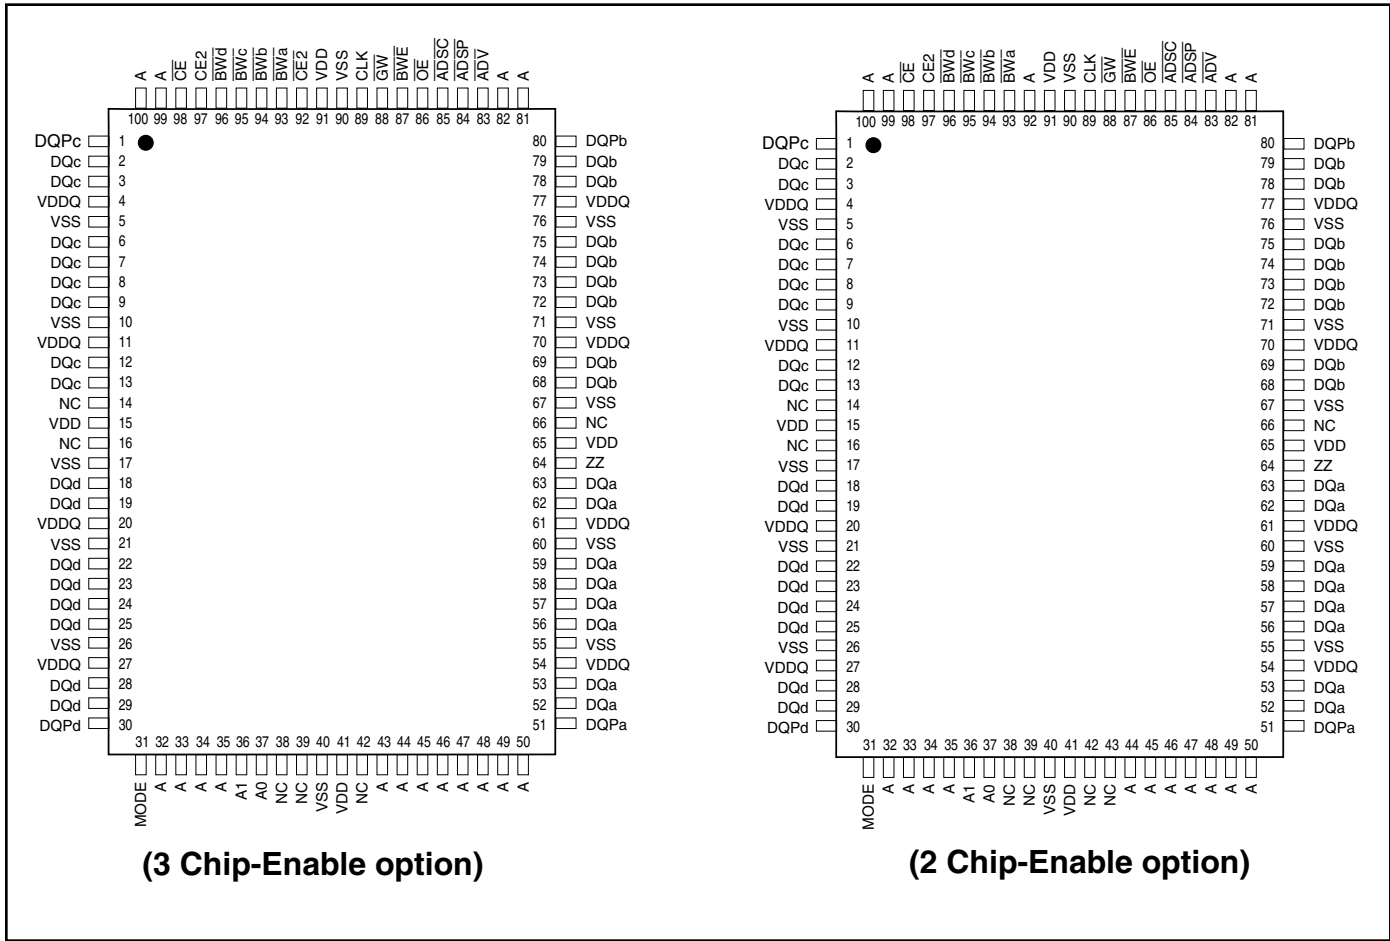 A A CE CE2 BWd BWc BWb BWa CE2 VDD VSS CLK GW BWE OE ADSC ADSP ADV A A
100 99 98 97 96 95 94 93 92 91 90 89 88 87 86 85 84 83 82 81
DQPc 1 80 DQPb
DQc 2 79 DQb
DQc 3 78 DQb
VDDQ 4 77 VDDQ
VSS 5 76 VSS
DQc 6 75 DQb
DQc 7 74 DQb
DQc 8 73 DQb
DQc 9 72 DQb
VSS 10 71 VSS
VDDQ 11 70 VDDQ
DQc 12 69 DQb
DQc 13 68 DQb
NC 14 67 VSS
VDD 15 66 NC
NC 16 65 VDD
VSS 17 64 ZZ
DQd 18 63 DQa
DQd 19 62 DQa
VDDQ 20 61 VDDQ
VSS 21 60 VSS
DQd 22 59 DQa
DQd 23 58 DQa
DQd 24 57 DQa
DQd 25 56 DQa
VSS 26 55 VSS
VDDQ 27 54 VDDQ
DQd 28 53 DQa
DQd 29 52 DQa
DQPd 30 51 DQPa
31 32 33 34 35 36 37 38 39 40 41 42 43 44 45 46 47 48 49 50
MODE A A A A A1 A0 NC NC VSS VDD NC A A A A A A A A
(3 Chip-Enable option)
A A CE CE2 BWd BWc BWb BWa A VDD VSS CLK GW BWE OE ADSC ADSP ADV A A
100 99 98 97 96 95 94 93 92 91 90 89 88 87 86 85 84 83 82 81
DQPc 1 80 DQPb
DQc 2 79 DQb
DQc 3 78 DQb
VDDQ 4 77 VDDQ
VSS 5 76 VSS
DQc 6 75 DQb
DQc 7 74 DQb
DQc 8 73 DQb
DQc 9 72 DQb
VSS 10 71 VSS
VDDQ 11 70 VDDQ
DQc 12 69 DQb
DQc 13 68 DQb
NC 14 67 VSS
VDD 15 66 NC
NC 16 65 VDD
VSS 17 64 ZZ
DQd 18 63 DQa
DQd 19 62 DQa
VDDQ 20 61 VDDQ
VSS 21 60 VSS
DQd 22 59 DQa
DQd 23 58 DQa
DQd 24 57 DQa
DQd 25 56 DQa
VSS 26 55 VSS
VDDQ 27 54 VDDQ
DQd 28 53 DQa
DQd 29 52 DQa
DQPd 30 51 DQPa
31 32 33 34 35 36 37 38 39 40 41 42 43 44 45 46 47 48 49 50
MODE A A A A A1 A0 NC NC VSS VDD NC NC A A A A A A A
(2 Chip-Enable option)